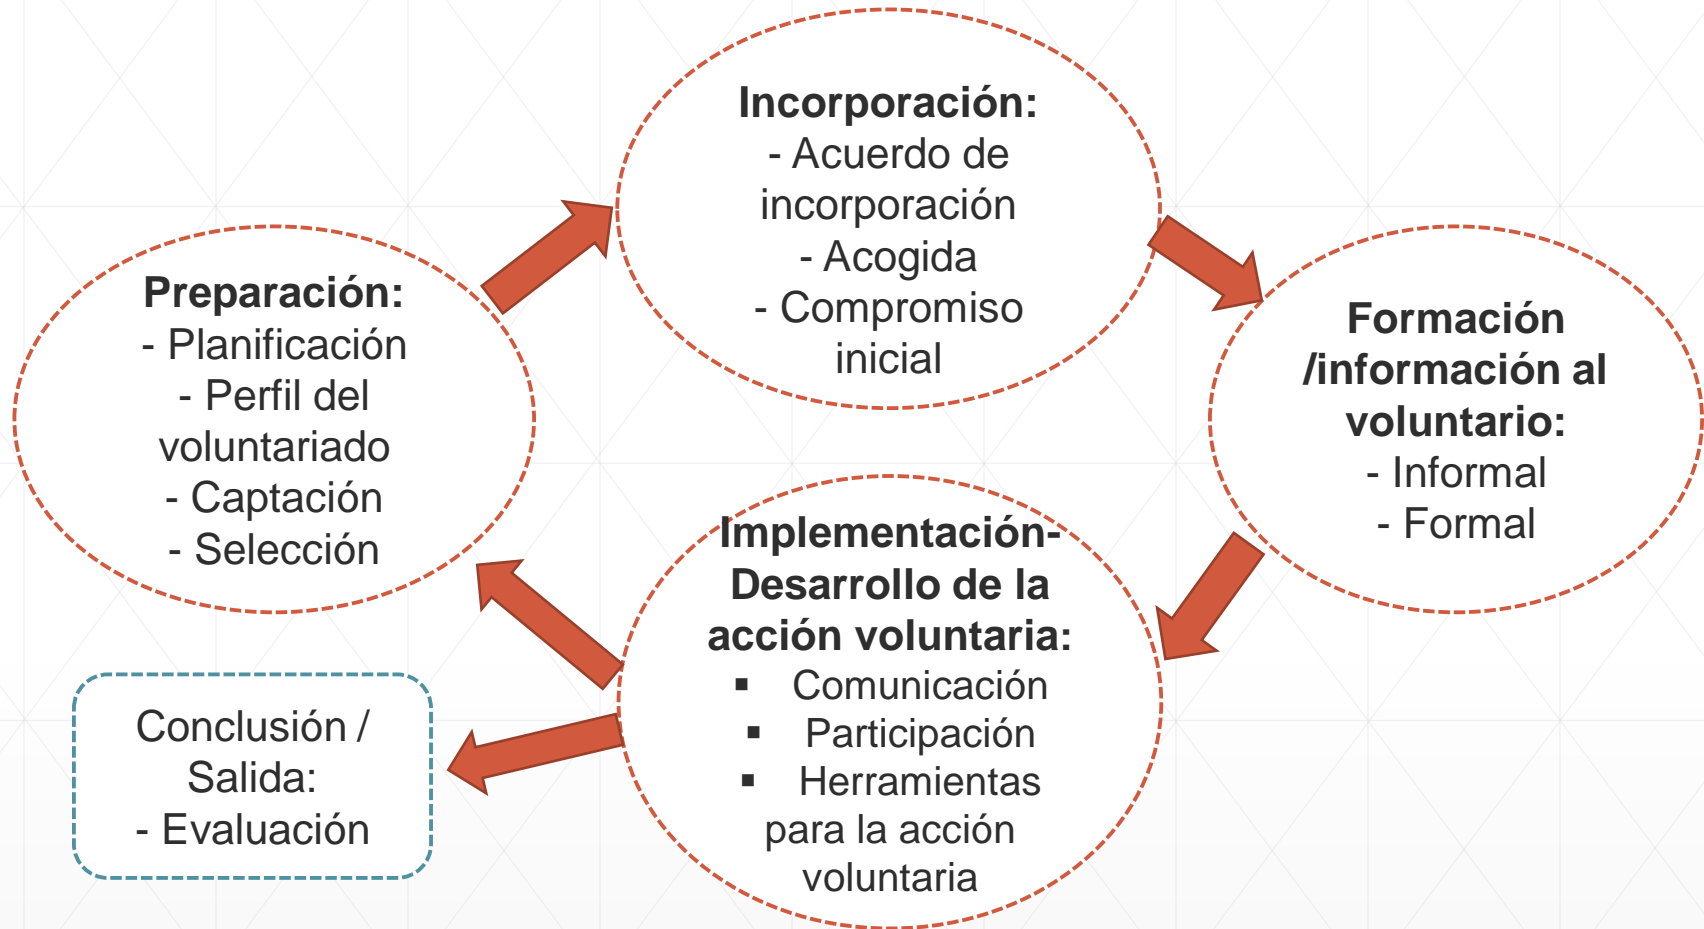 Preparación:
- Planificación
- Perfil del
voluntariado
- Captación
- Selección
Incorporación:
- Acuerdo de
incorporación
- Acogida
- Compromiso
inicial
Formación
/información al
voluntario:
- Informal
- Formal
Implementación-
Desarrollo de la
acción voluntaria:
▪ Comunicación
▪ Participación
▪ Herramientas
para la acción
voluntaria
Conclusión /
Salida:
- Evaluación